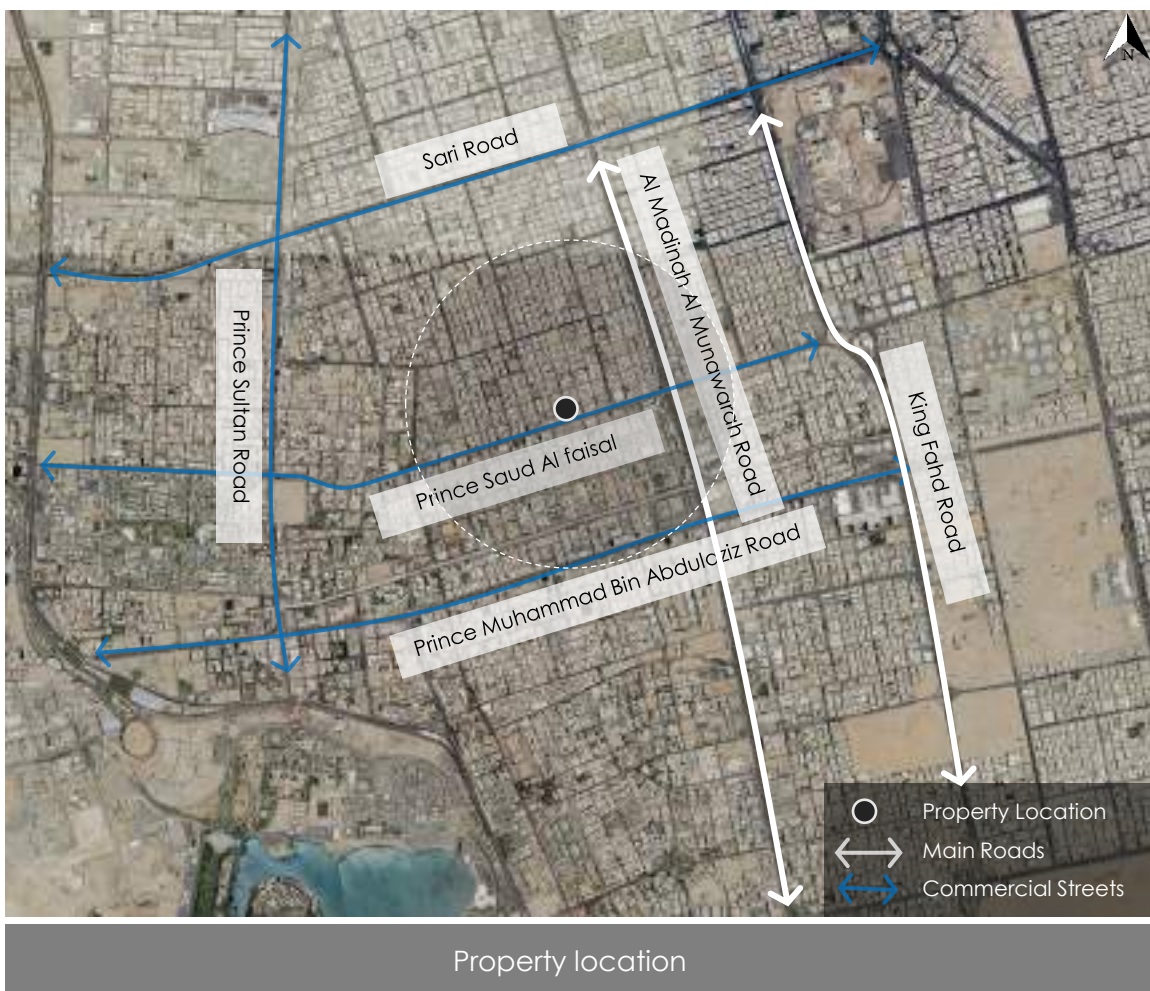 N
Sari Road
Al Madinah Al Munawarah Road
Prince Sultan Road
King Fahd Road
Prince Saud Al faisal
Prince Muhammad Bin Abdulaziz Road
Property Location
Main Roads
Commercial Streets
Property location